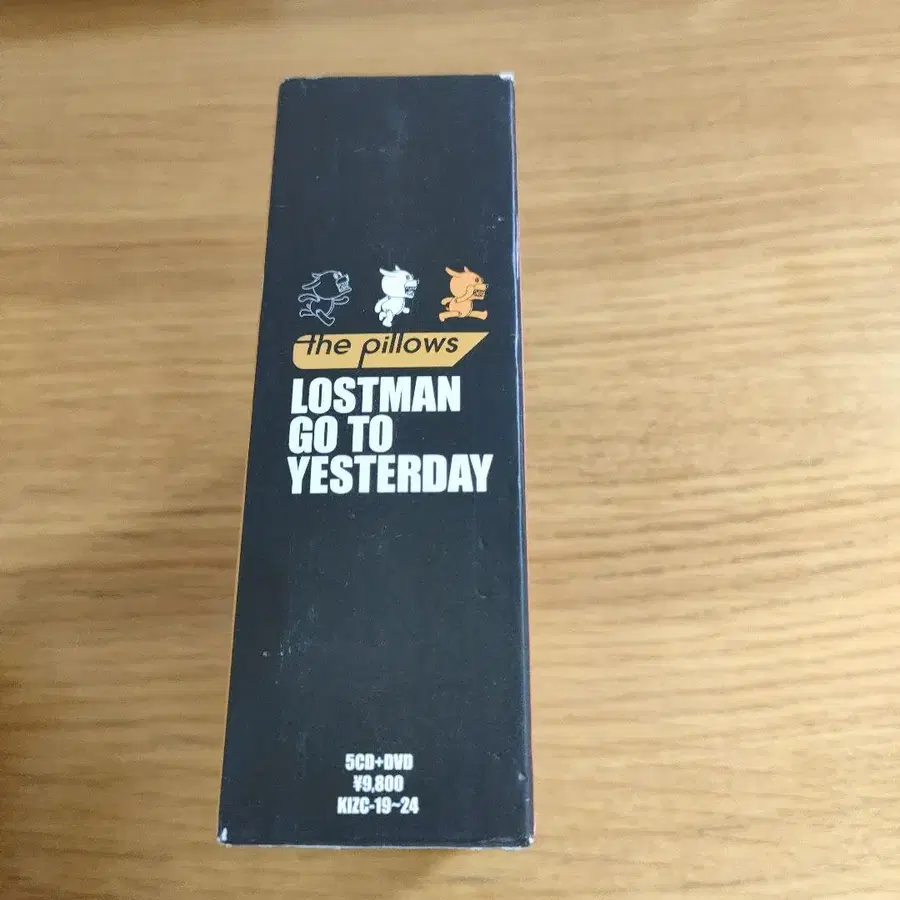 the pillows
LOSTMAN
GO TO
YESTERDAY
5CD+DVD
¥9,800
KIZC-19~24